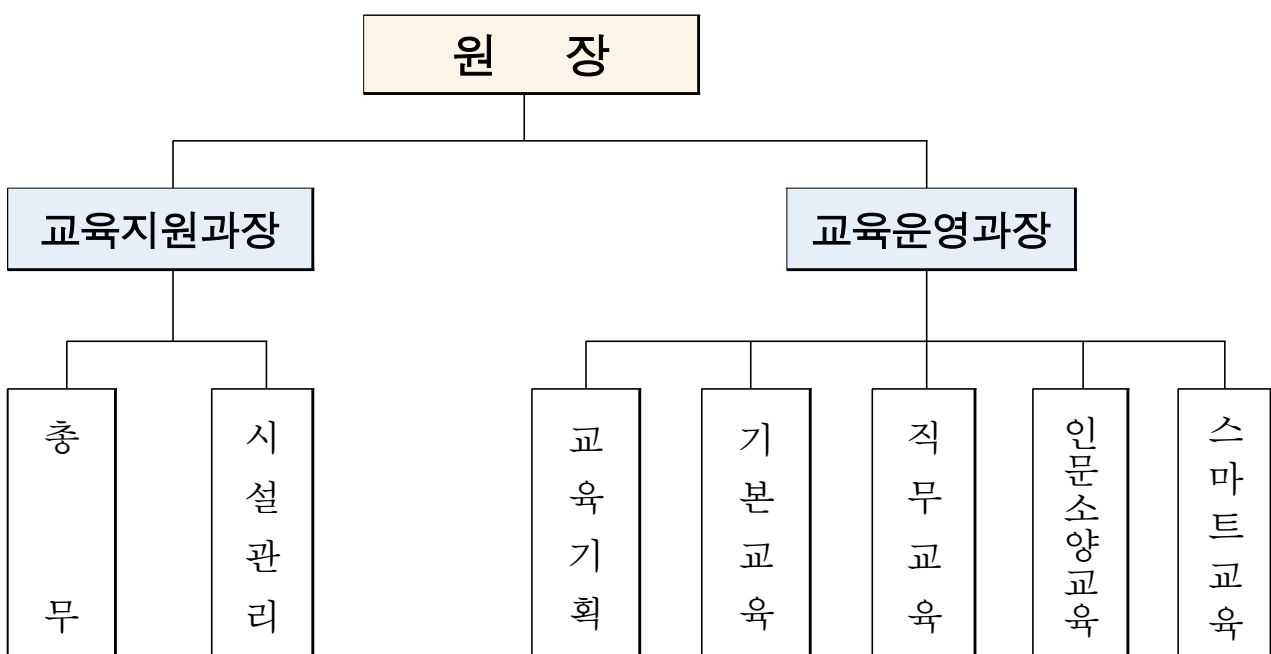 원 장
교육지원과장
교육운영과장
총무
시설관리
교육기획
기본교육
직무교육
인문소양교육
스마트교육